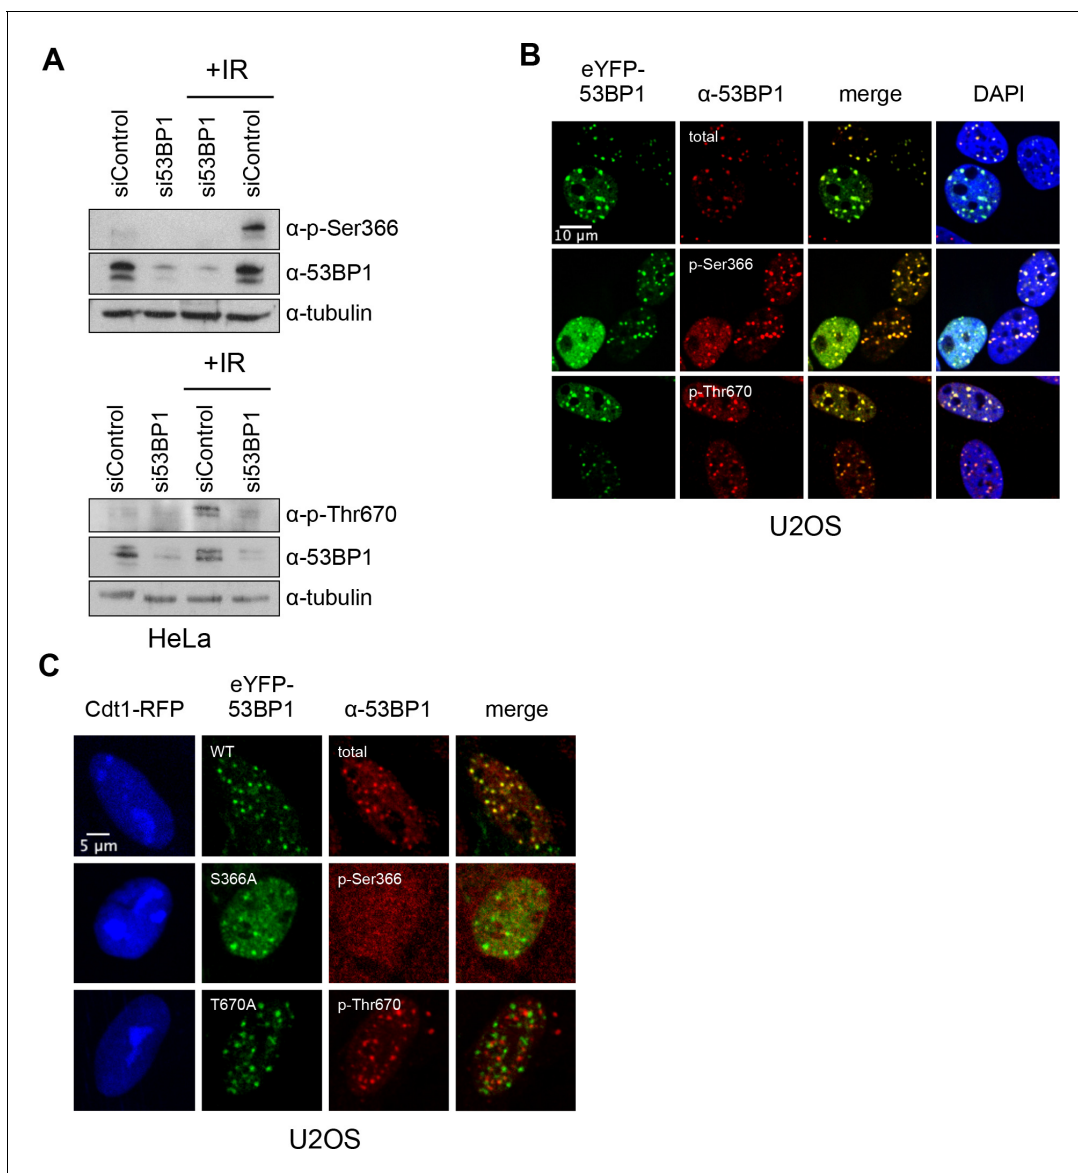 A
+IR
siControl
si53BP1
si53BP1
siControl
α-p-Ser366
α-53BP1
α-tubulin
+IR
siControl
si53BP1
siControl
si53BP1
α-p-Thr670
α-53BP1
α-tubulin
HeLa
B
eYFP-
53BP1
α-53BP1
merge
DAPI
total
10 μm
p-Ser366
p-Thr670
U2OS
C
Cdt1-RFP
eYFP-
53BP1
α-53BP1
merge
WT
total
5 μm
S366A
p-Ser366
T670A
p-Thr670
U2OS